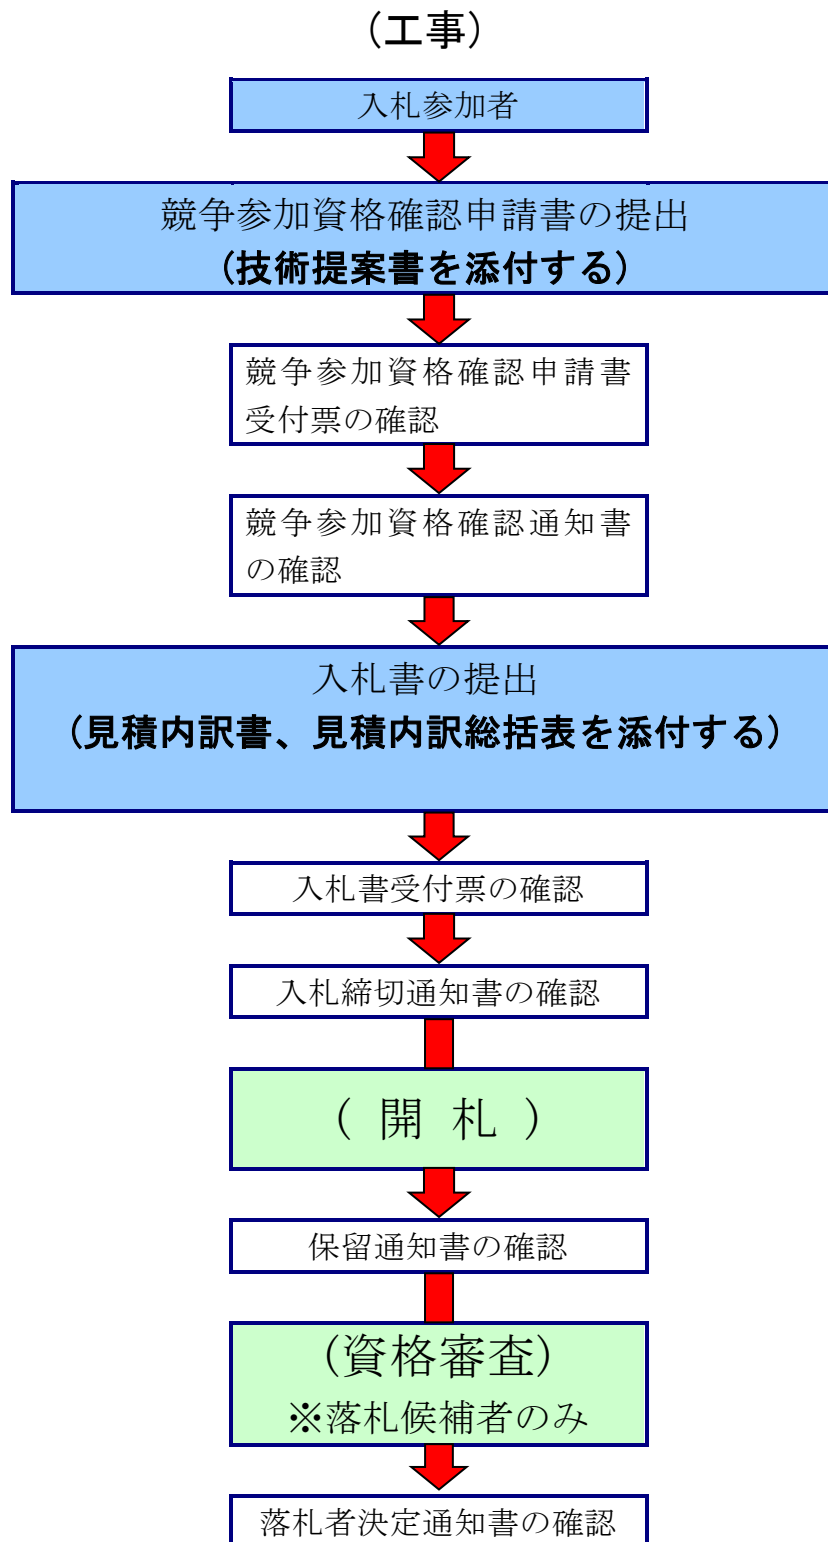 （工事）
入札参加者
競争参加資格確認申請書の提出
（技術提案書を添付する）
競争参加資格確認申請書
受付票の確認
競争参加資格確認通知書
の確認
入札書の提出
（見積内訳書、見積内訳総括表を添付する）
入札書受付票の確認
入札締切通知書の確認
（ 開 札 ）
保留通知書の確認
（資格審査）
※落札候補者のみ
落札者決定通知書の確認